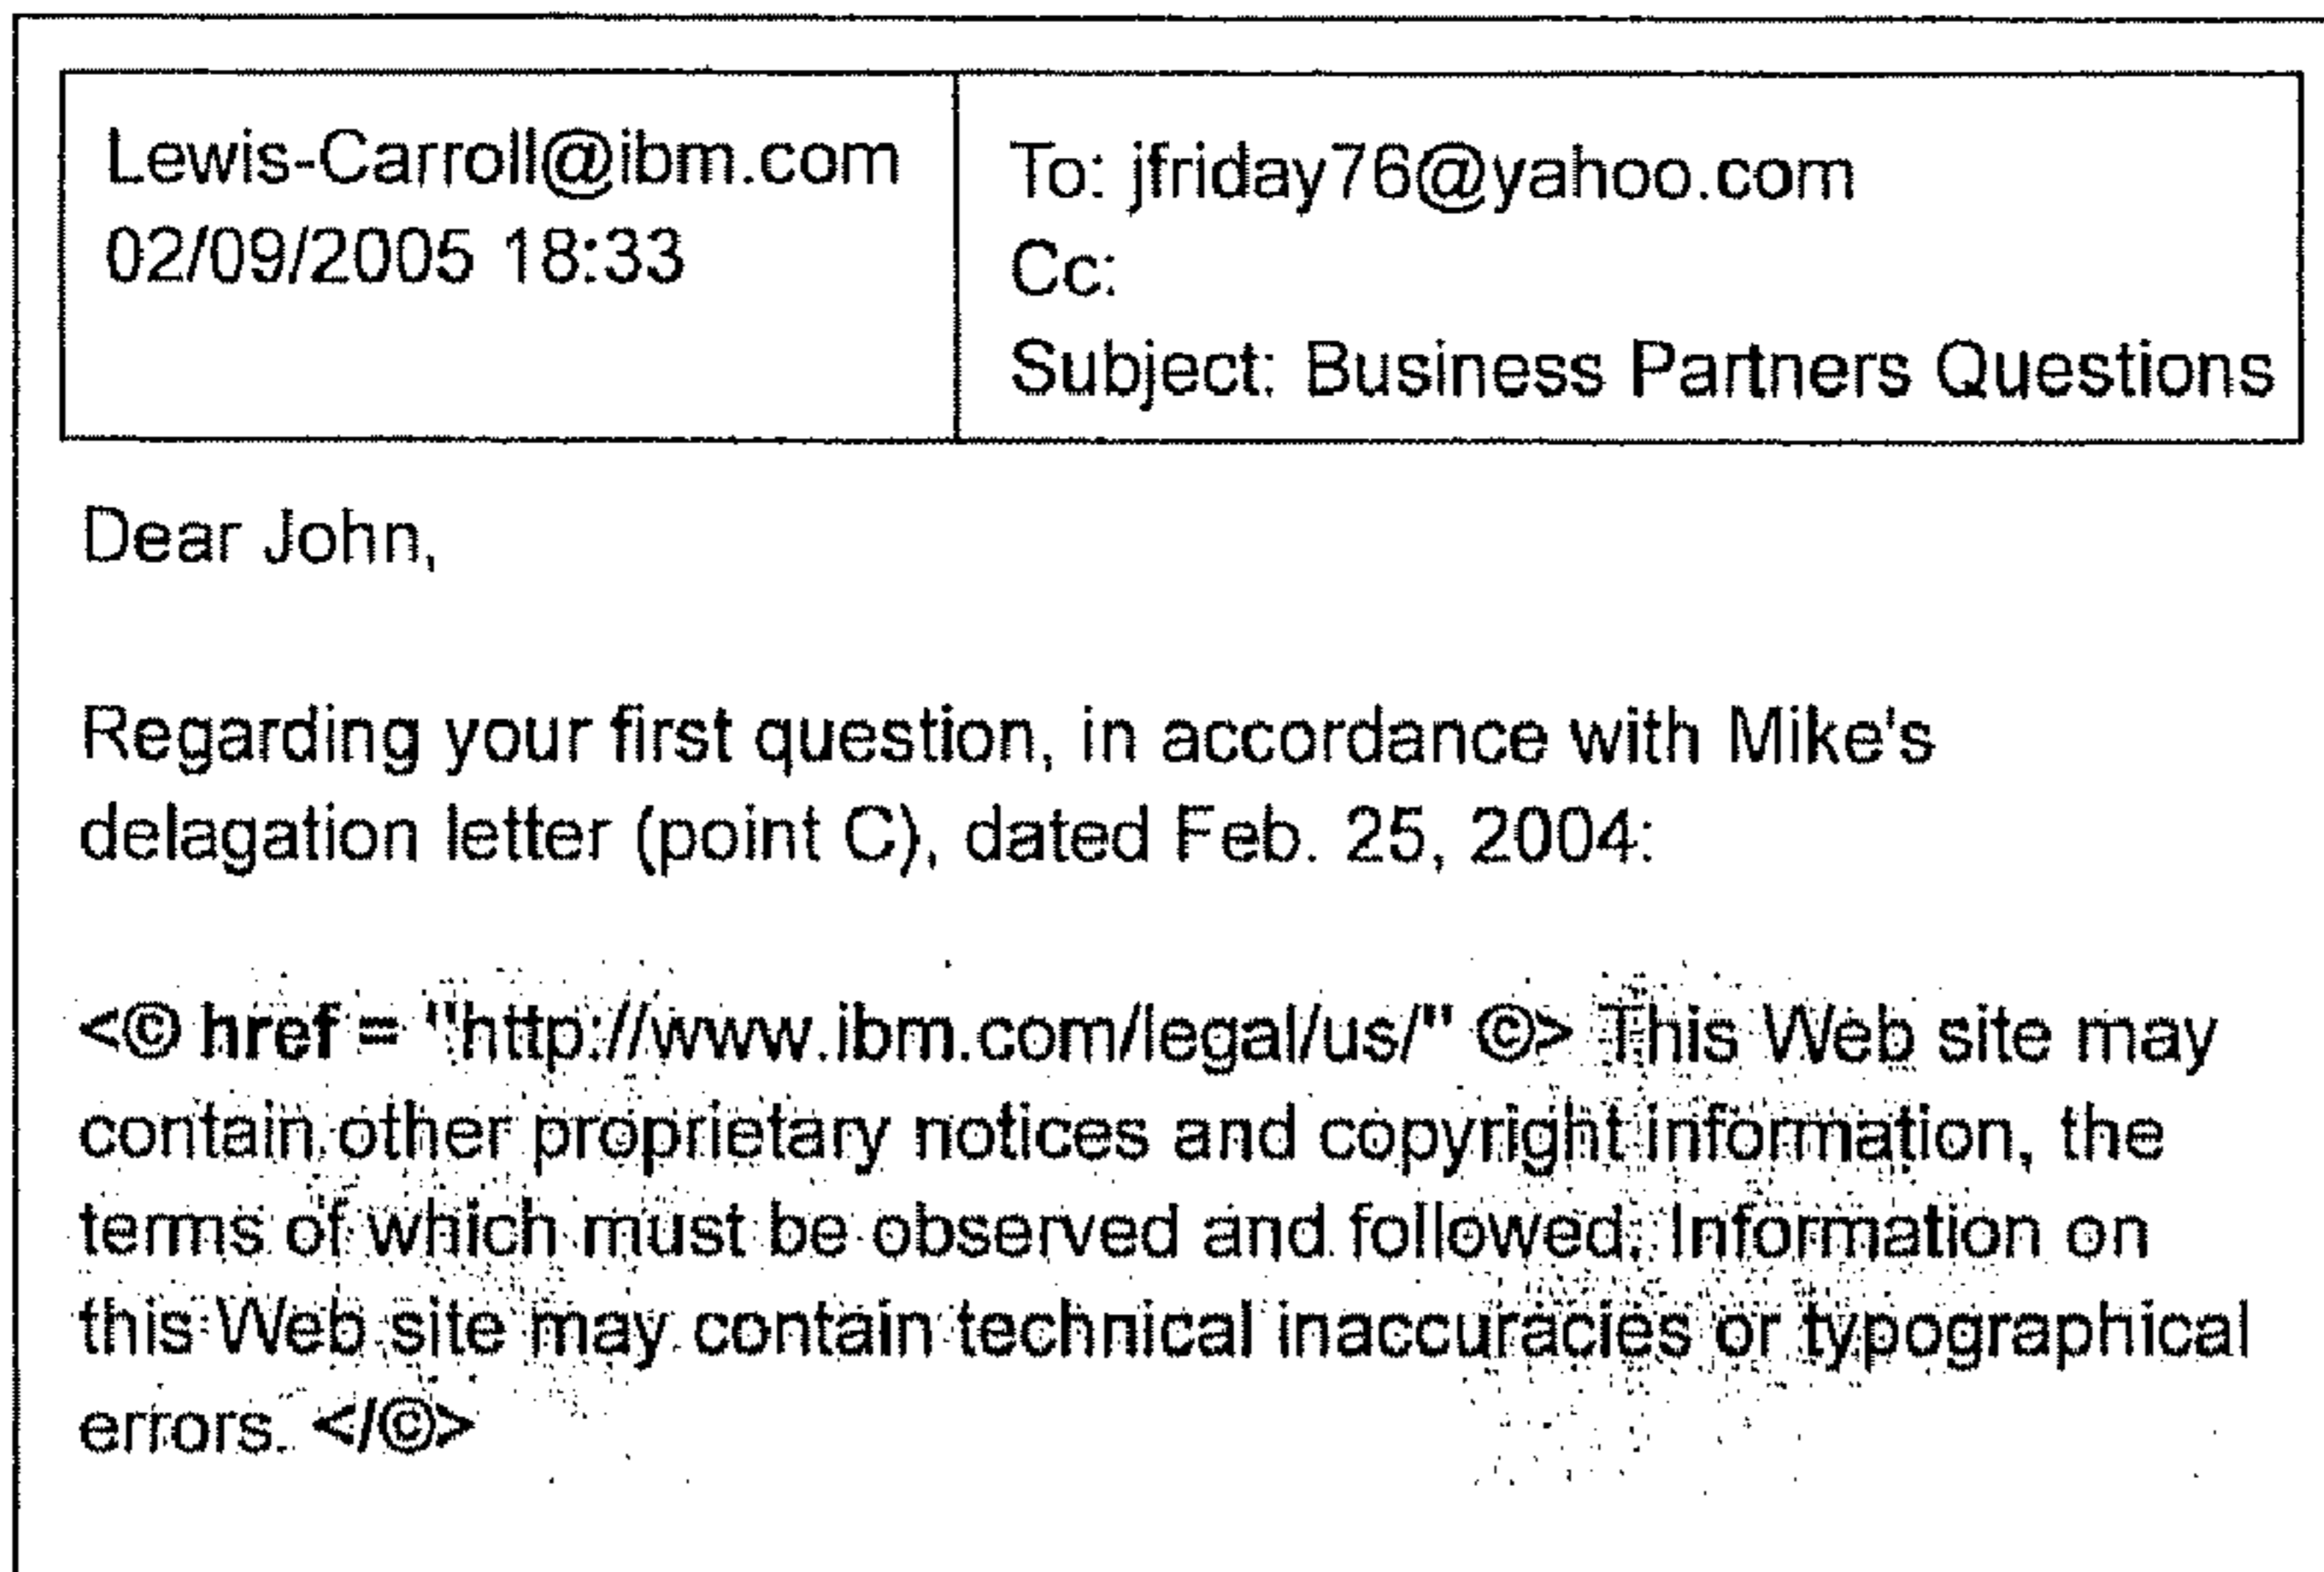 Lewis-Carroll@ibm.com
02/09/2005 18:33
To: jfriday76@yahoo.com
Cc:
Subject: Business Partners Questions
Dear John,
Regarding your first question, in accordance with Mike's
delagation letter (point C), dated Feb. 25, 2004:
<© href = "http://www.ibm.com/legal/us/" ©> This Web site may
contain other proprietary notices and copyright information, the
terms of which must be observed and followed. Information on
this Web site may contain technical inaccuracies or typographical
errors. </©>